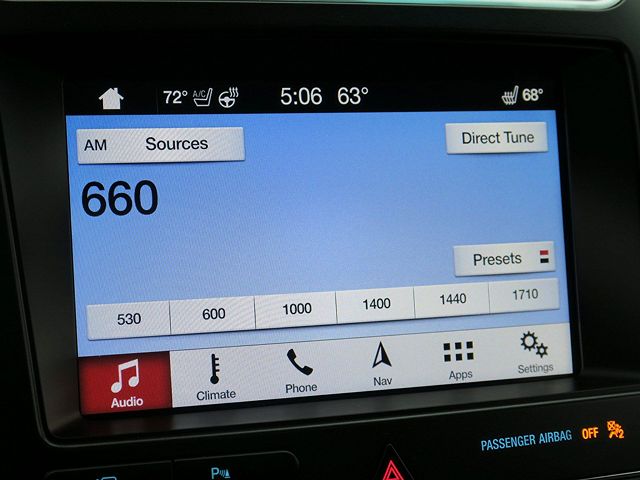 72° A/C 5:06 63° 68°
AM Sources Direct Tune
660
Presets
530 600 1000 1400 1440 1710
Audio Climate Phone Nav Apps Settings
PASSENGER AIRBAG OFF 2
P